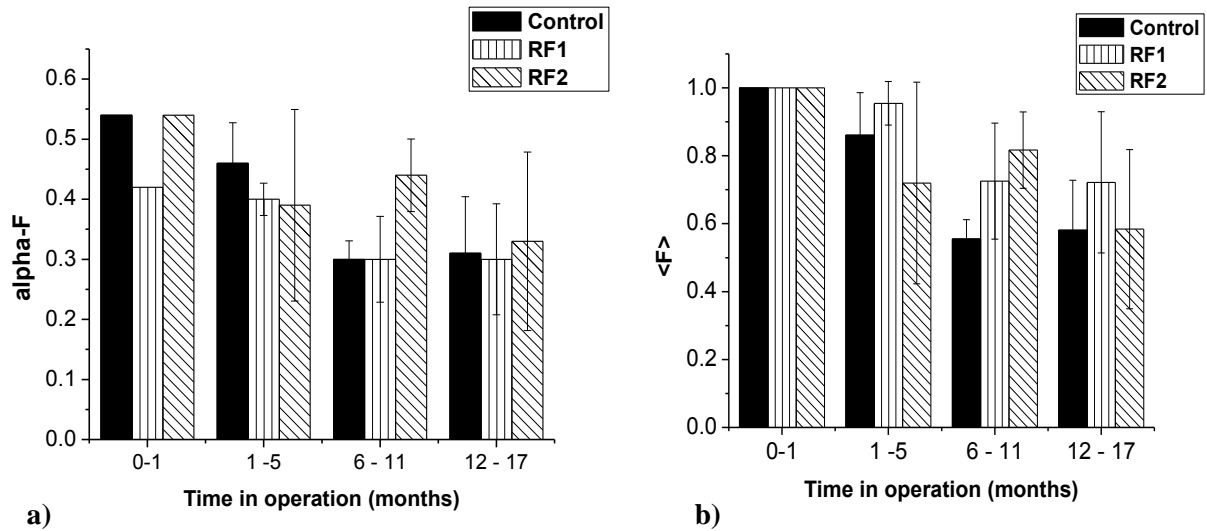 Control
RF1
RF2
0.6
0.5
0.4
0.3
0.2
0.1
0.0
alpha-F
0-1
1 -5
6 - 11
12 - 17
Time in operation (months)
a)
Control
RF1
RF2
1.0
0.8
0.6
0.4
0.2
0.0
<F>
0-1
1 -5
6 - 11
12 - 17
Time in operation (months)
b)